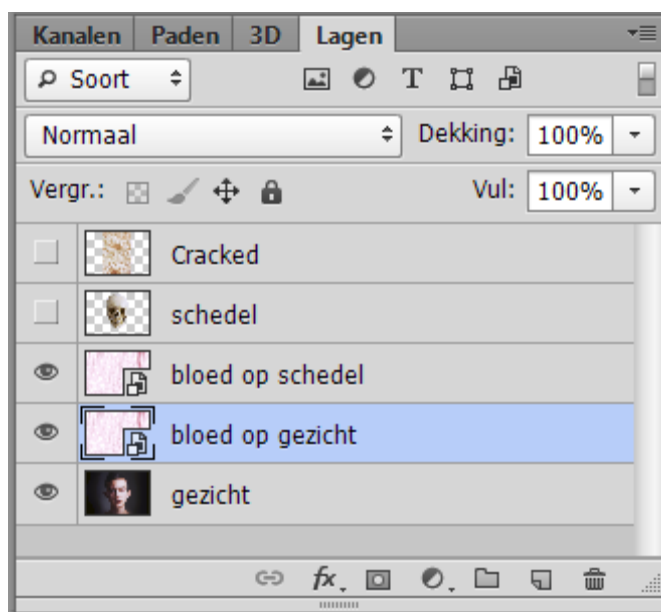 Kanalen Paden 3D Lagen
Soort T
Normaal Dekking: 100%
Vergr.: Vul: 100%
Cracked
schedel
bloed op schedel
bloed op gezicht
gezicht
fx.